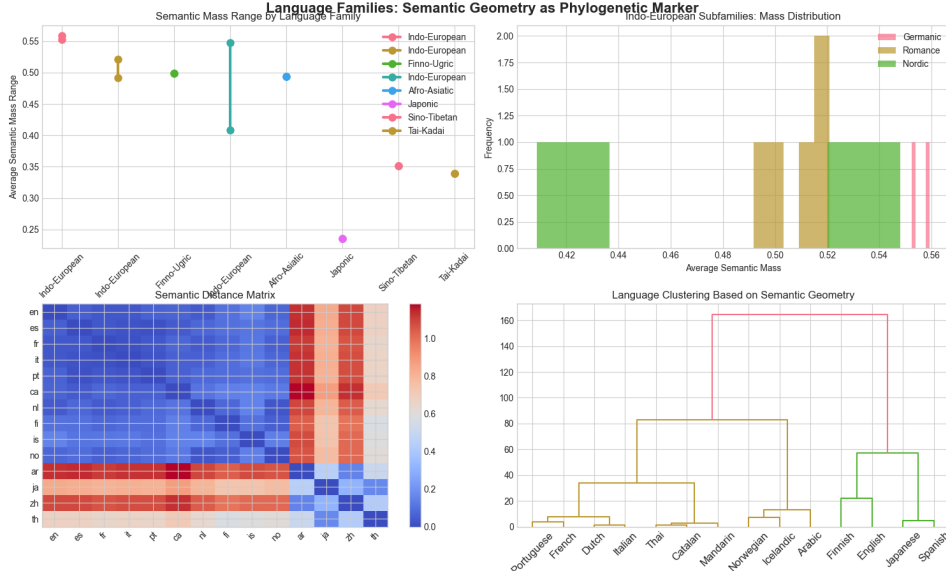 Language Families: Semantic Geometry as Phylogenetic Marker
Semantic Mass Range by Language Family
Average Semantic Mass Range
0.55
0.50
0.45
0.40
0.35
0.30
0.25
Indo-European
Indo-European
Finno-Ugric
Indo-European
Afro-Asiatic
Japonic
Sino-Tibetan
Tai-Kadai
Indo-European
Indo-European
Finno-Ugric
Indo-European
Afro-Asiatic
Japonic
Sino-Tibetan
Tai-Kadai
Indo-European Subfamilies: Mass Distribution
Germanic
Romance
Nordic
Frequency
2.00
1.75
1.50
1.25
1.00
0.75
0.50
0.25
0.00
0.42 0.44 0.46 0.48 0.50 0.52 0.54 0.56
Average Semantic Mass
Semantic Distance Matrix
en
es
fr
it
pt
ca
nl
fi
is
no
ar
ja
zh
th
en es fr it pt ca nl fi is no ar ja zh th
1.0
0.8
0.6
0.4
0.2
0.0
Language Clustering Based on Semantic Geometry
160
140
120
100
80
60
40
20
0
Portuguese
French
Dutch
Italian
Thai
Catalan
Mandarin
Norwegian
Icelandic
Arabic
Finnish
English
Japanese
Spanish